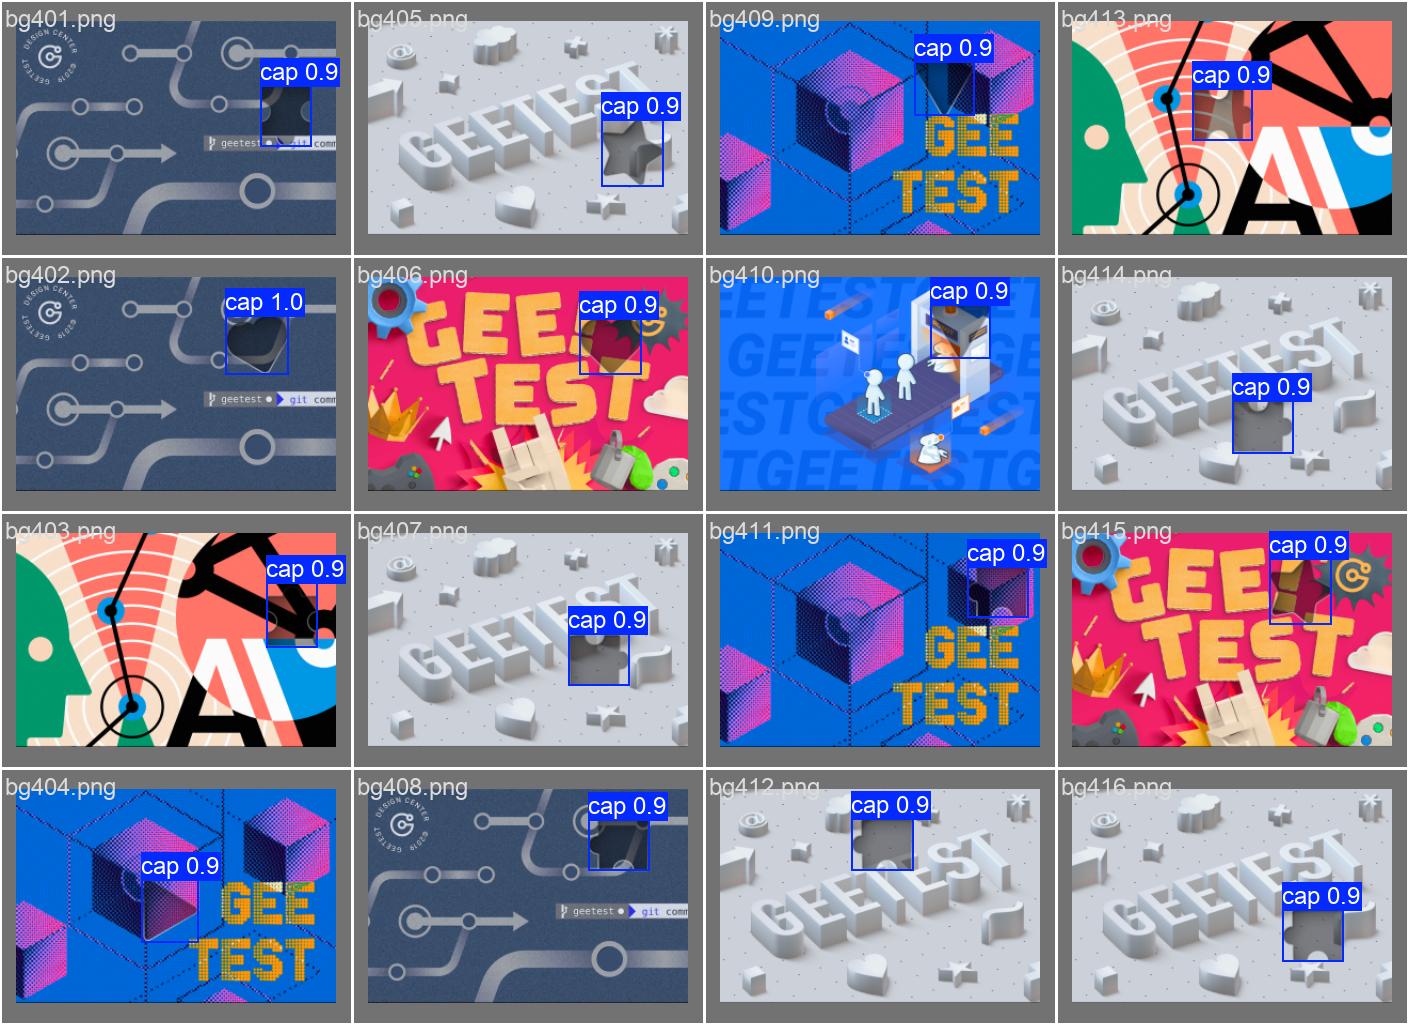 bg401.png
DESIGN CENTER
©2019 GEETEST
cap 0.9
geetest git comm
bg405.png
GEETEST
cap 0.9
bg409.png
cap 0.9
GEE
TEST
bg413.png
cap 0.9
bg402.png
DESIGN CENTER
©2019 GEETEST
cap 1.0
geetest git comm
bg406.png
GEE
cap 0.9
TEST
bg410.png
GEETEST
cap 0.9
bg414.png
GEETEST
cap 0.9
bg403.png
cap 0.9
bg407.png
GEETEST
cap 0.9
bg411.png
cap 0.9
GEE
TEST
bg415.png
GEE
cap 0.9
TEST
bg404.png
cap 0.9
GEE
TEST
bg408.png
DESIGN CENTER
©2019 GEETEST
cap 0.9
geetest git comm
bg412.png
cap 0.9
GEETEST
bg416.png
GEETEST
cap 0.9